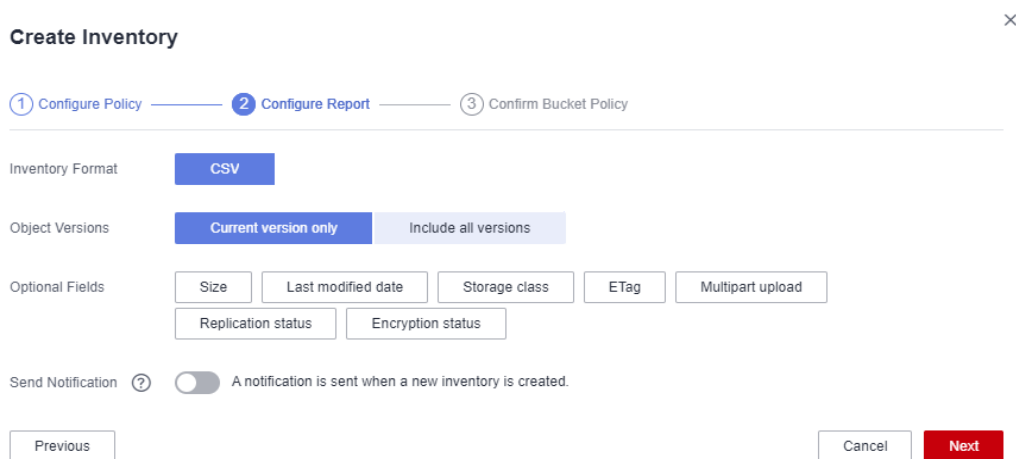 Create Inventory
1 Configure Policy 2 Configure Report 3 Confirm Bucket Policy
Inventory Format CSV
Object Versions Current version only Include all versions
Optional Fields Size Last modified date Storage class ETag Multipart upload
Replication status Encryption status
Send Notification ? A notification is sent when a new inventory is created.
Previous Cancel Next